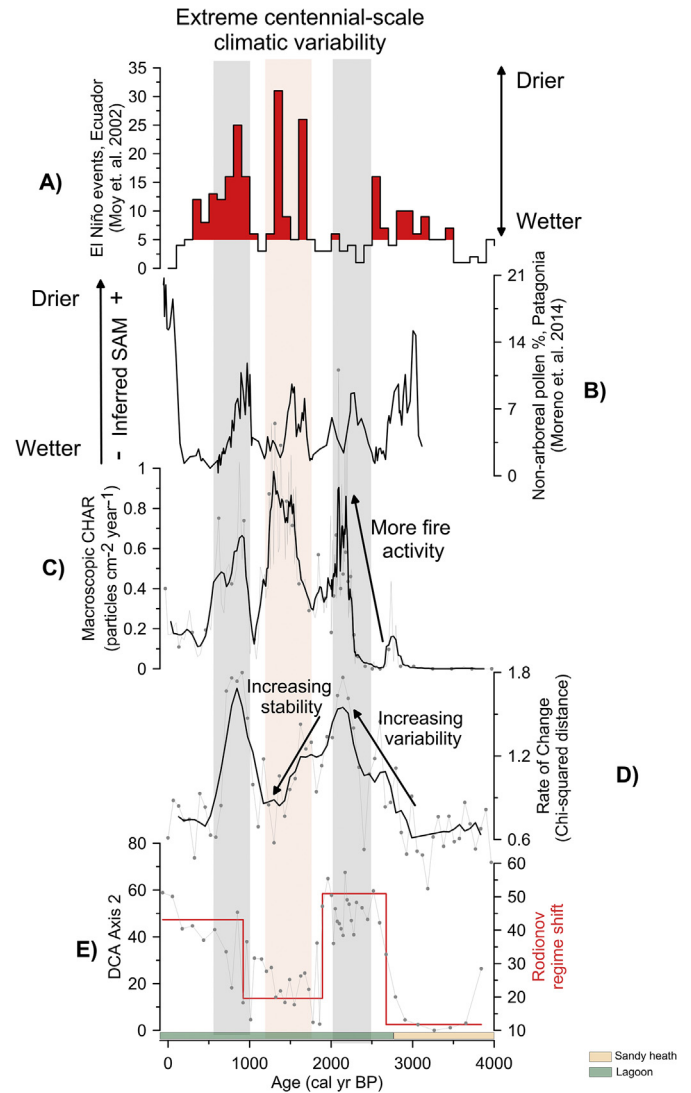 Extreme centennial-scale
climatic variability
A)
El Niño events, Ecuador
(Moy et. al. 2002)
35
30
25
20
15
10
5
5
0
Drier
Wetter
Drier
Wetter
- Inferred SAM +
21
14
7
0
Non-arboreal pollen %, Patagonia
(Moreno et. al. 2014)
B)
C)
Macroscopic CHAR
(particles cm-2 year-1)
1
0.8
0.6
0.4
0.2
0
More fire
activity
Increasing
stability
Increasing
variability
1.8
1.2
0.6
Rate of Change
(Chi-squared distance)
D)
E)
DCA Axis 2
80
60
40
20
0
60
50
40
30
20
10
Rodionov
regime shift
0 1000 2000 3000 4000
Age (cal yr BP)
Sandy heath
Lagoon